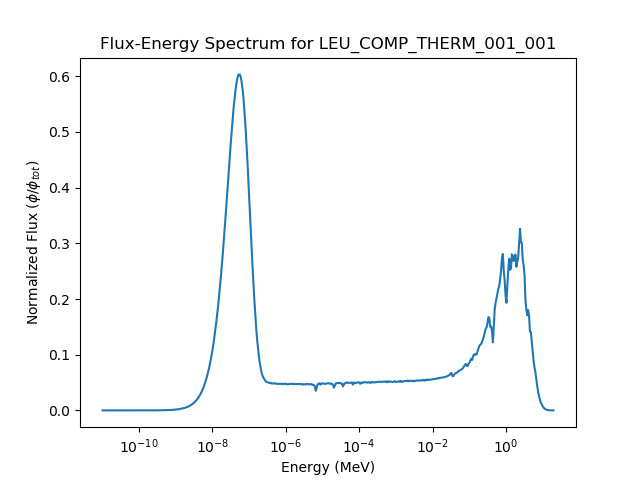 Flux-Energy Spectrum for LEU_COMP_THERM_001_001
Normalized Flux (ϕ/ϕ_tot)
0.6
0.5
0.4
0.3
0.2
0.1
0.0
10⁻¹⁰ 10⁻⁸ 10⁻⁶ 10⁻⁴ 10⁻² 10⁰
Energy (MeV)